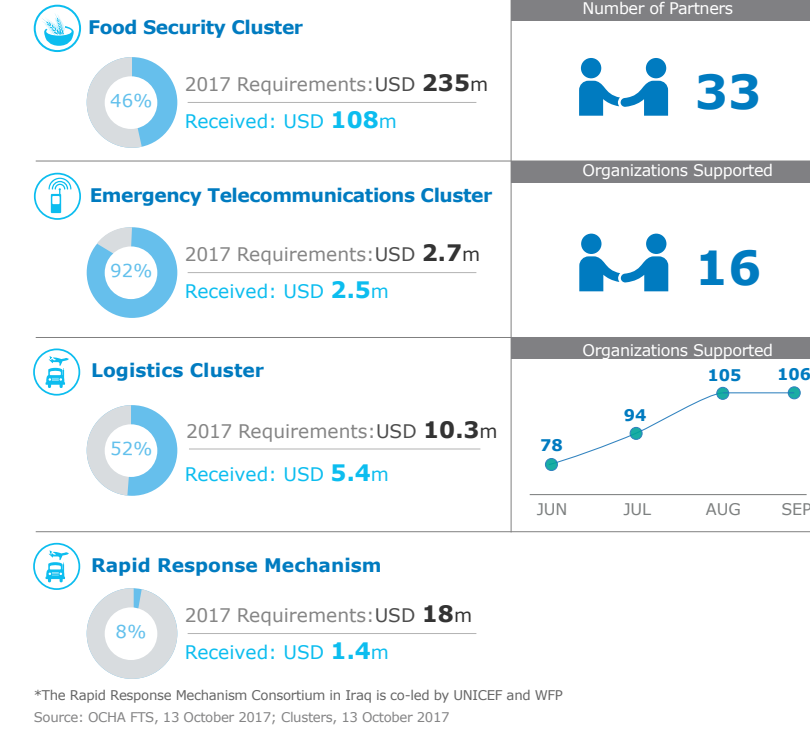 Food Security Cluster
46%
2017 Requirements: USD 235m
Received: USD 108m
Number of Partners
33
Emergency Telecommunications Cluster
92%
2017 Requirements: USD 2.7m
Received: USD 2.5m
Organizations Supported
16
Logistics Cluster
52%
2017 Requirements: USD 10.3m
Received: USD 5.4m
Organizations Supported
78
94
105
106
JUN JUL AUG SEP
Rapid Response Mechanism
8%
2017 Requirements: USD 18m
Received: USD 1.4m
*The Rapid Response Mechanism Consortium in Iraq is co-led by UNICEF and WFP
Source: OCHA FTS, 13 October 2017; Clusters, 13 October 2017